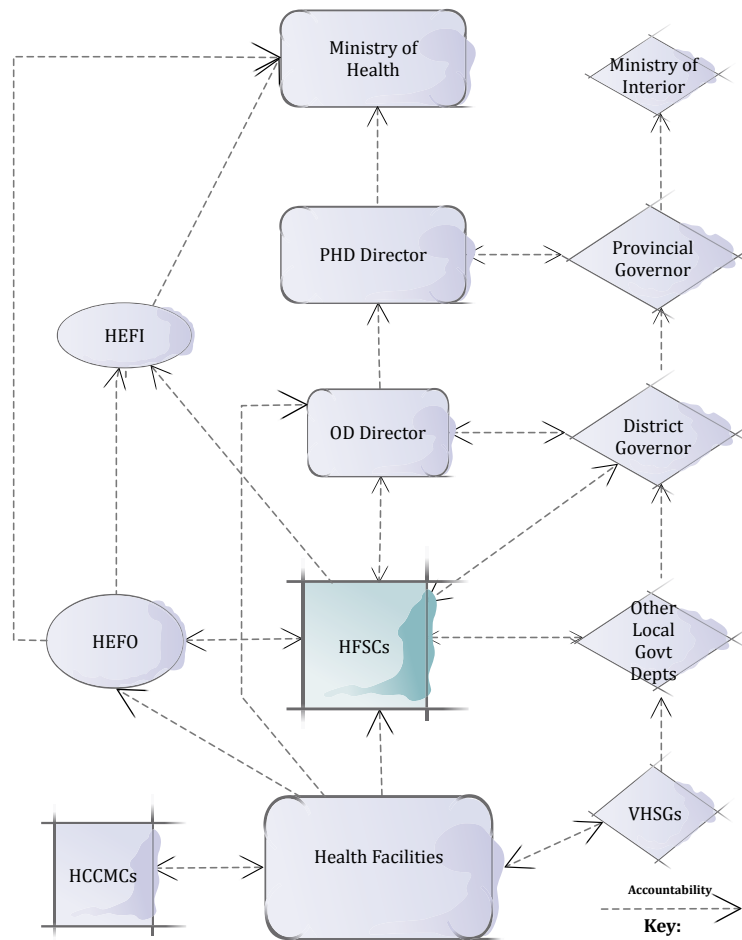 Ministry of
Health
Ministry of
Interior
PHD Director
Provincial
Governor
HEFI
OD Director
District
Governor
HEFO
HFSCs
Other
Local
Govt
Depts
Health Facilities
VHSGs
HCCMCs
Accountability
Key: